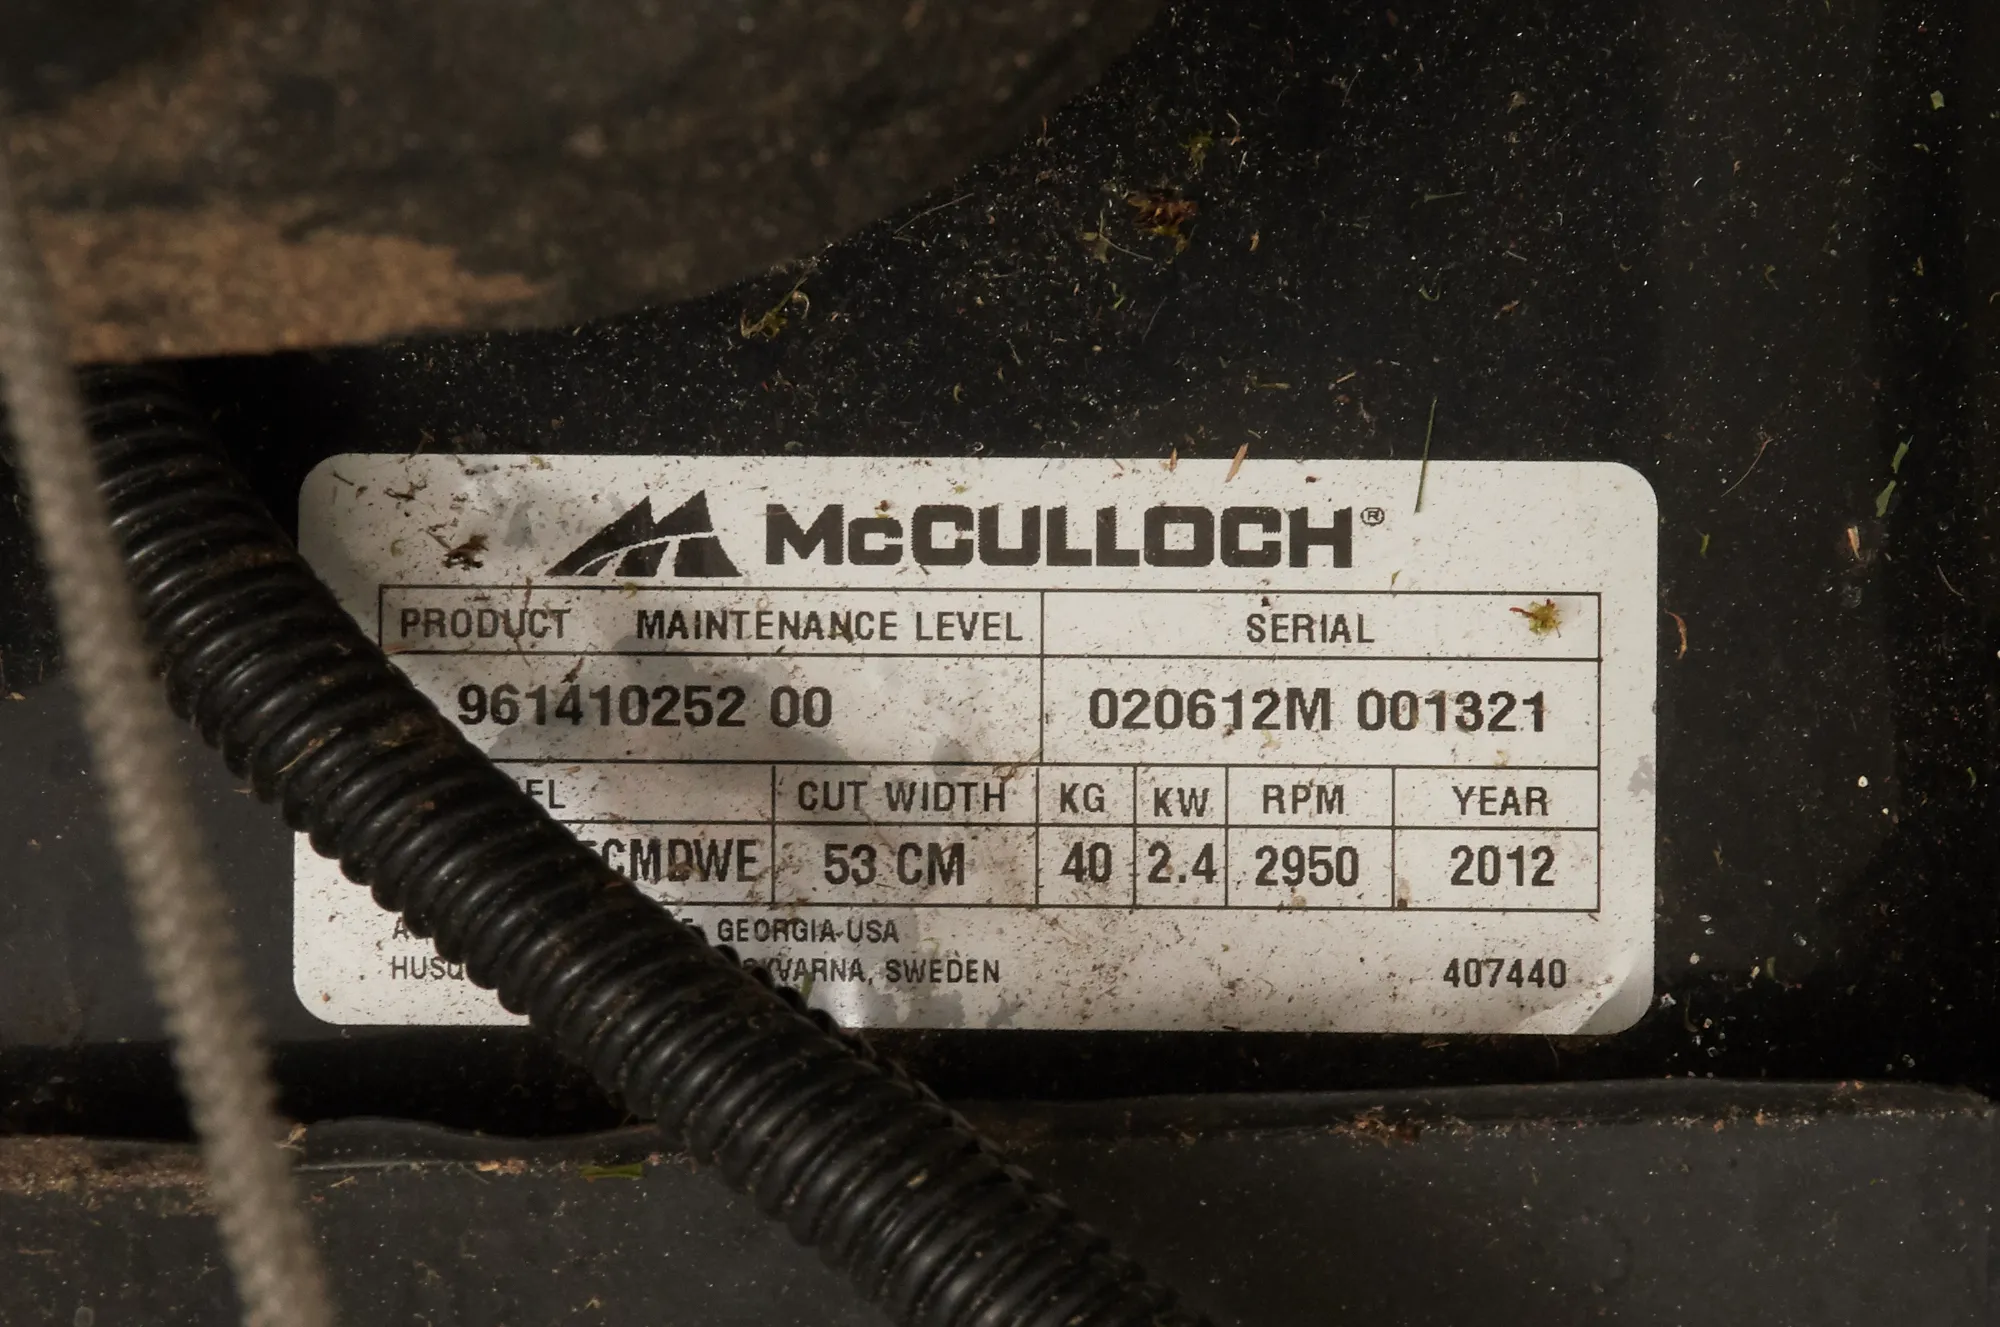 McCULLOCH®
PRODUCT MAINTENANCE LEVEL SERIAL
961410252 00 020612M 001321
CUT WIDTH KG KW RPM YEAR
CMDWE 53 CM 40 2.4 2950 2012
GEORGIA USA
SWEDEN 407440